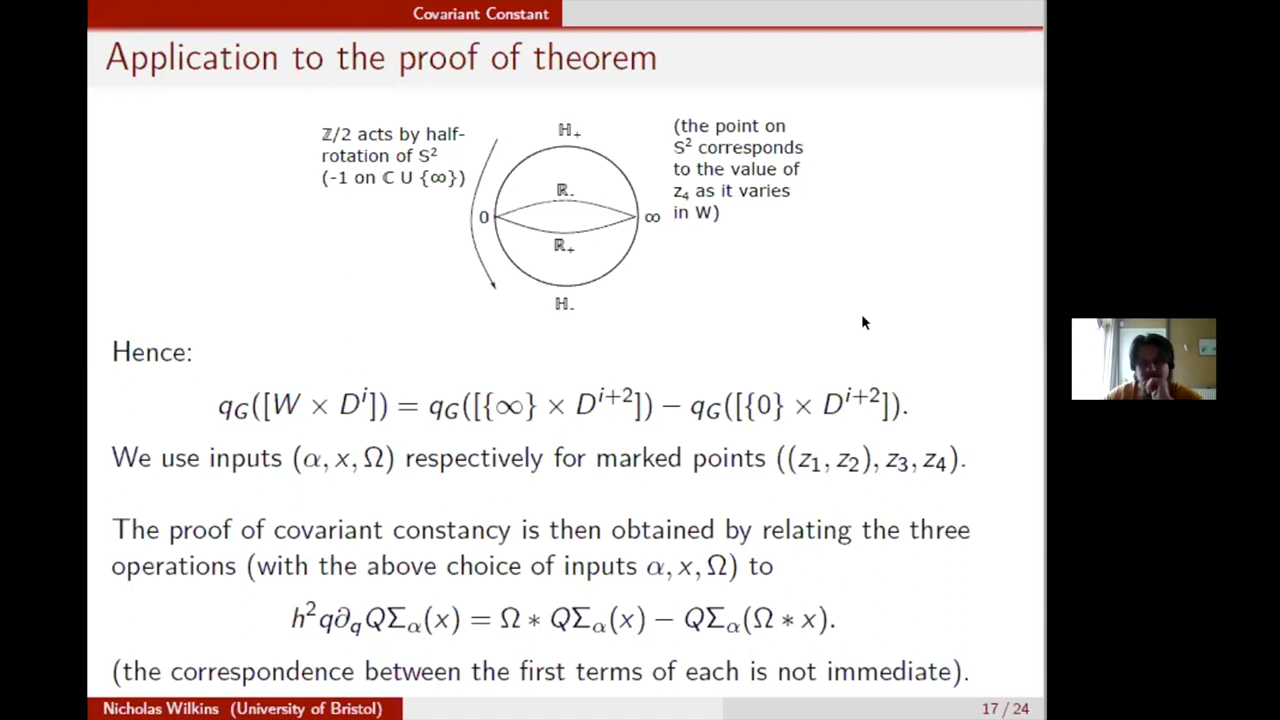 Covariant Constant
Application to the proof of theorem
ℤ/2 acts by half-
rotation of S²
(-1 on ℂ U {∞})
ℍ₊
(the point on
S² corresponds
to the value of
z₄ as it varies
in W)
ℝ₋
0
∞
ℝ₊
ℍ₋
Hence:
q_G([W × Dⁱ]) = q_G([{∞} × Dⁱ⁺²]) − q_G([{0} × Dⁱ⁺²]).
We use inputs (α, x, Ω) respectively for marked points ((z₁, z₂), z₃, z₄).
The proof of covariant constancy is then obtained by relating the three
operations (with the above choice of inputs α, x, Ω) to
h²q∂_qQΣ_α(x) = Ω ∗ QΣ_α(x) − QΣ_α(Ω ∗ x).
(the correspondence between the first terms of each is not immediate).
Nicholas Wilkins (University of Bristol)
17 / 24